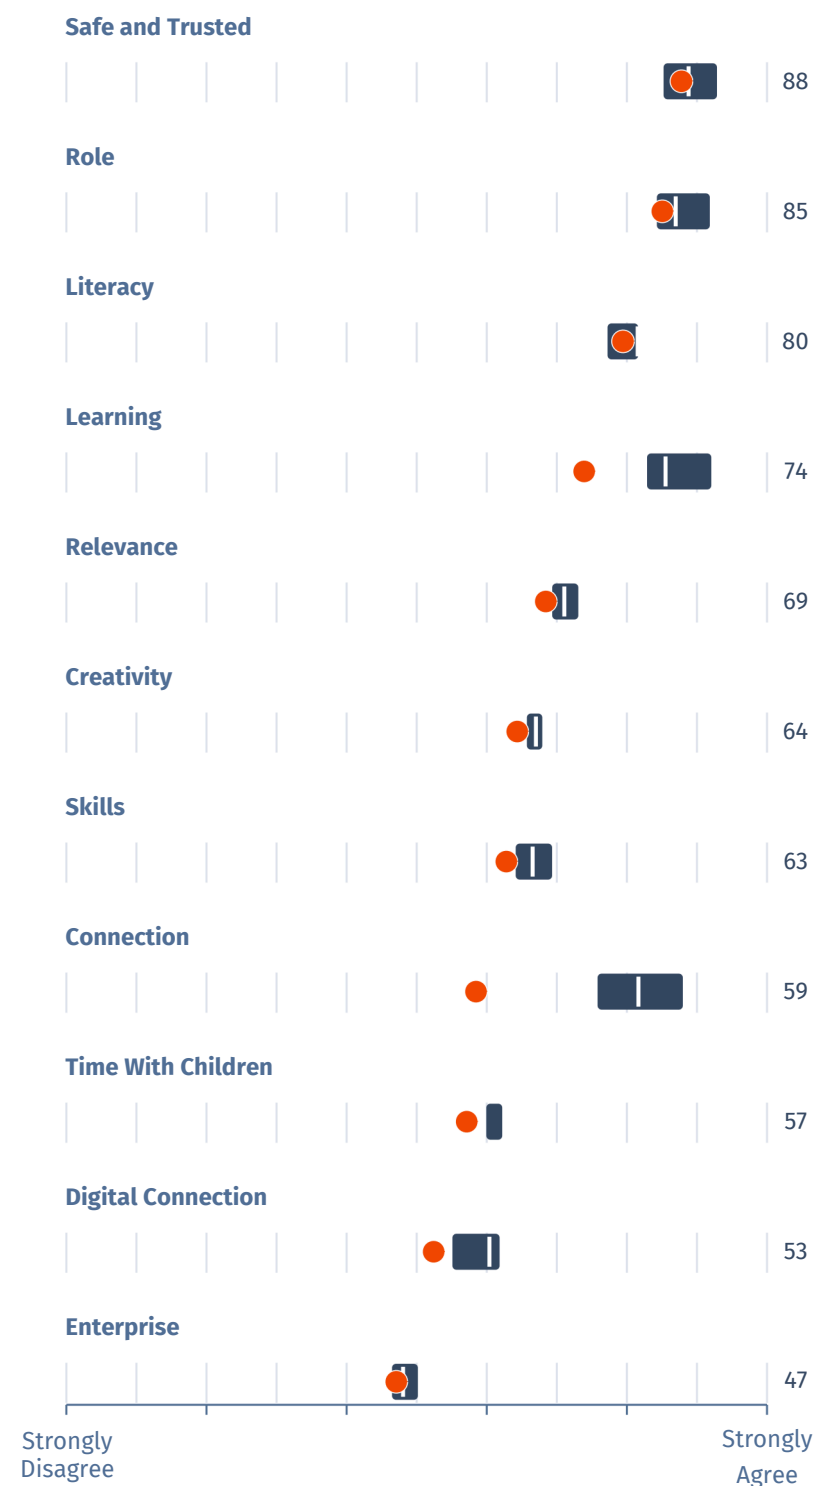 Safe and Trusted
88
Role
85
Literacy
80
Learning
74
Relevance
69
Creativity
64
Skills
63
Connection
59
Time With Children
57
Digital Connection
53
Enterprise
47
Strongly
Disagree
Strongly
Agree